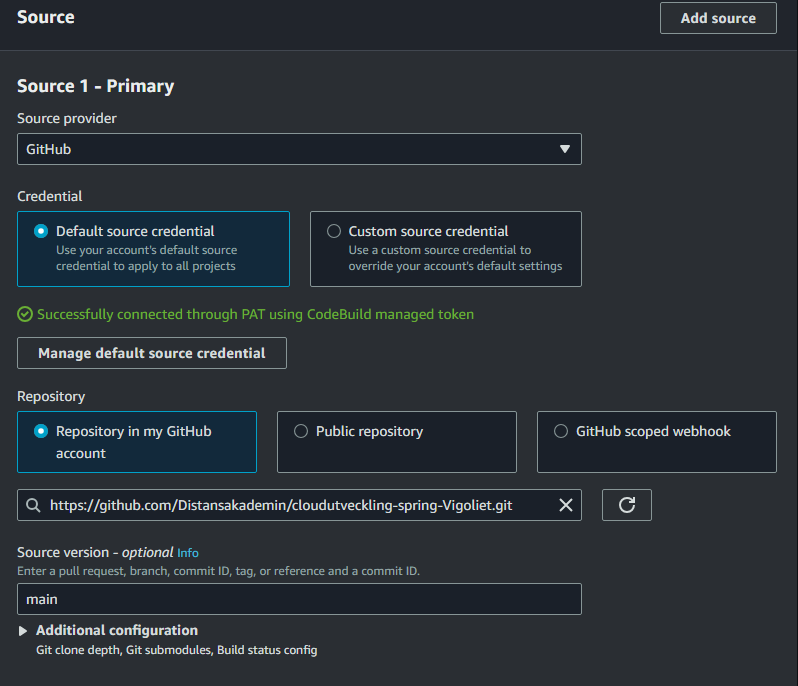 Source
Add source
Source 1 - Primary
Source provider
GitHub
Credential
Default source credential
Use your account's default source
credential to apply to all projects
Custom source credential
Use a custom source credential to
override your account's default settings
Successfully connected through PAT using CodeBuild managed token
Manage default source credential
Repository
Repository in my GitHub
account
Public repository
GitHub scoped webhook
https://github.com/Distansakademin/cloudutveckling-spring-Vigoliet.git
Source version - optional Info
Enter a pull request, branch, commit ID, tag, or reference and a commit ID.
main
Additional configuration
Git clone depth, Git submodules, Build status config